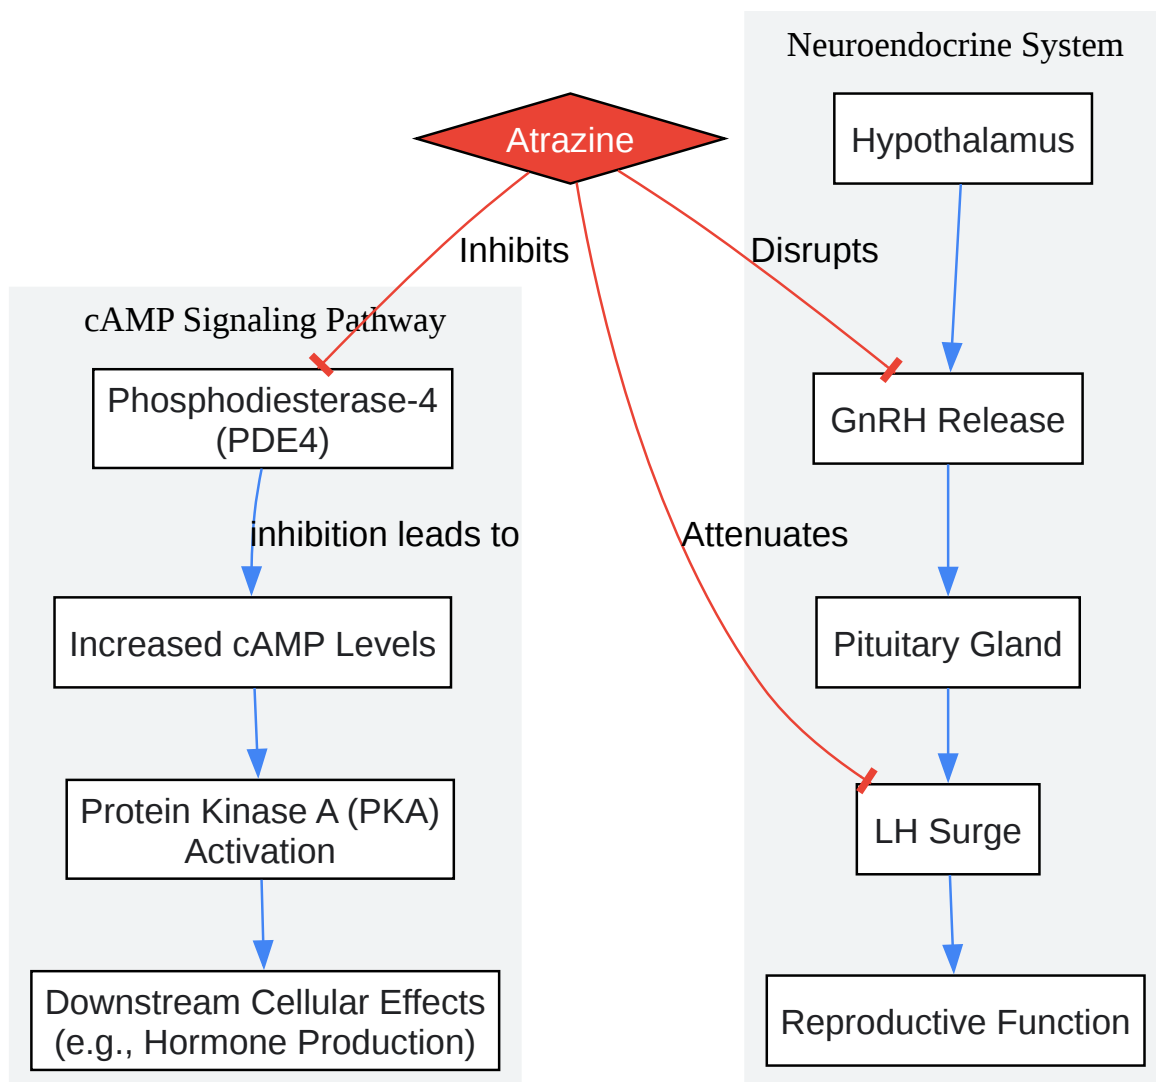 Neuroendocrine System
Atrazine
Hypothalamus
Inhibits
Disrupts
cAMP Signaling Pathway
Phosphodiesterase-4
(PDE4)
GnRH Release
inhibition leads to
Attenuates
Increased cAMP Levels
Pituitary Gland
Protein Kinase A (PKA)
Activation
LH Surge
Downstream Cellular Effects
(e.g., Hormone Production)
Reproductive Function